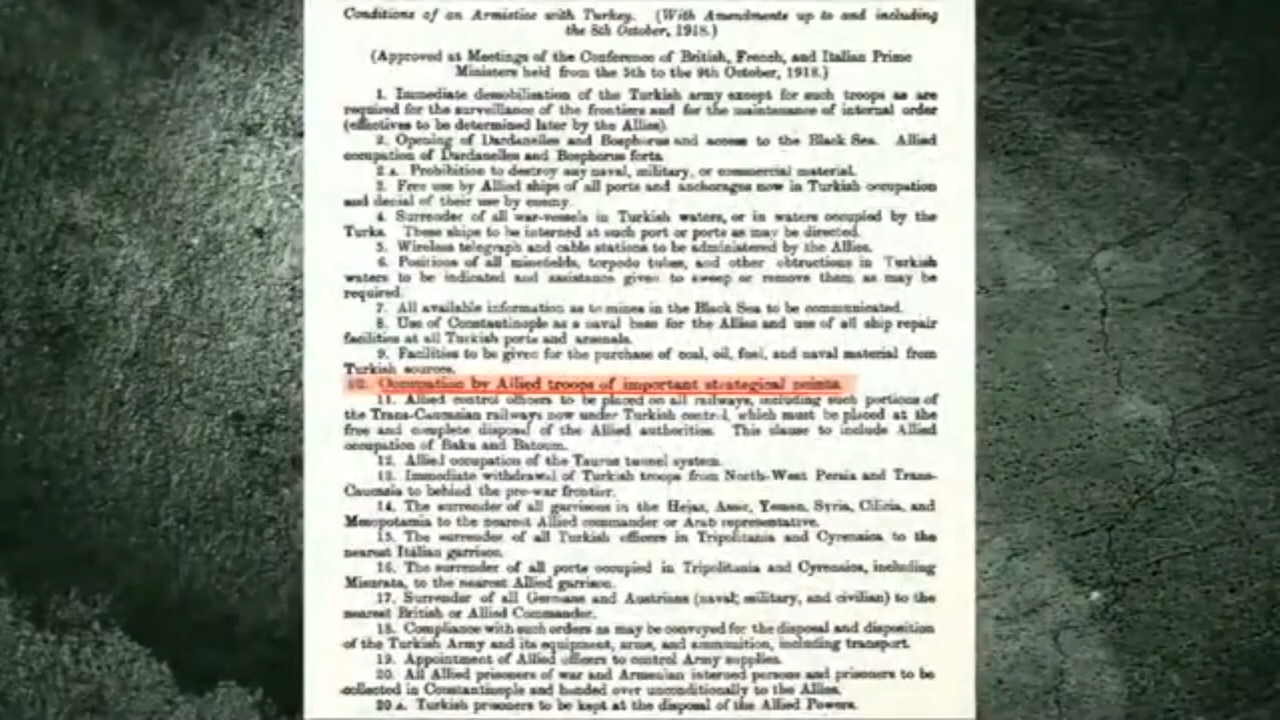 Conditions of an Armistice with Turkey. (With Amendments up to and including
the 8th October, 1918.)
(Approved at Meetings of the Conference of British, French, and Italian Prime
Ministers held from the 5th to the 9th October, 1918.)
1. Immediate demobilisation of the Turkish army except for such troops as are
required for the surveillance of the frontiers and for the maintenance of internal order
(effectives to be determined later by the Allies).
2. Opening of Dardanelles and Bosphorus and access to the Black Sea. Allied
occupation of Dardanelles and Bosphorus forts.
2A. Prohibition to destroy any naval, military, or commercial material.
3. Free use by Allied ships of all ports and anchorages now in Turkish occupation
and denial of their use by enemy.
4. Surrender of all war-vessels in Turkish waters, or in waters occupied by the
Turks. These ships to be interned at such port or ports as may be directed.
5. Wireless telegraph and cable stations to be administered by the Allies.
6. Positions of all minefields, torpedo tubes, and other obstructions in Turkish
waters to be indicated and assistance given to sweep or remove them as may be
required.
7. All available information as to mines in the Black Sea to be communicated.
8. Use of Constantinople as a naval base for the Allies and use of all ship repair
facilities at all Turkish ports and arsenals.
9. Facilities to be given for the purchase of coal, oil, fuel, and naval material from
Turkish sources.
10. Occupation by Allied troops of important strategical points.
11. Allied control officers to be placed on all railways, including such portions of
the Trans-Caucasian railways now under Turkish control, which must be placed at the
free and complete disposal of the Allied authorities. This clause to include Allied
occupation of Baku and Batoum.
12. Allied occupation of the Taurus tunnel system.
13. Immediate withdrawal of Turkish troops from North-West Persia and Trans-
Caucasia to behind the pre-war frontier.
14. The surrender of all garrisons in the Hejaz, Assir, Yemen, Syria, Cilicia, and
Mesopotamia to the nearest Allied commander or Arab representative.
15. The surrender of all Turkish officers in Tripolitania and Cyrenaica to the
nearest Italian garrison.
16. The surrender of all ports occupied in Tripolitania and Cyrenaica, including
Misurata, to the nearest Allied garrison.
17. Surrender of all Germans and Austrians (naval, military, and civilian) to the
nearest British or Allied Commander.
18. Compliance with such orders as may be conveyed for the disposal and disposition
of the Turkish Army and its equipment, arms, and ammunition, including transport.
19. Appointment of Allied officers to control Army supplies.
20. All Allied prisoners of war and Armenian interned persons and prisoners to be
collected in Constantinople and handed over unconditionally to the Allies.
20A. Turkish prisoners to be kept at the disposal of the Allied Powers.